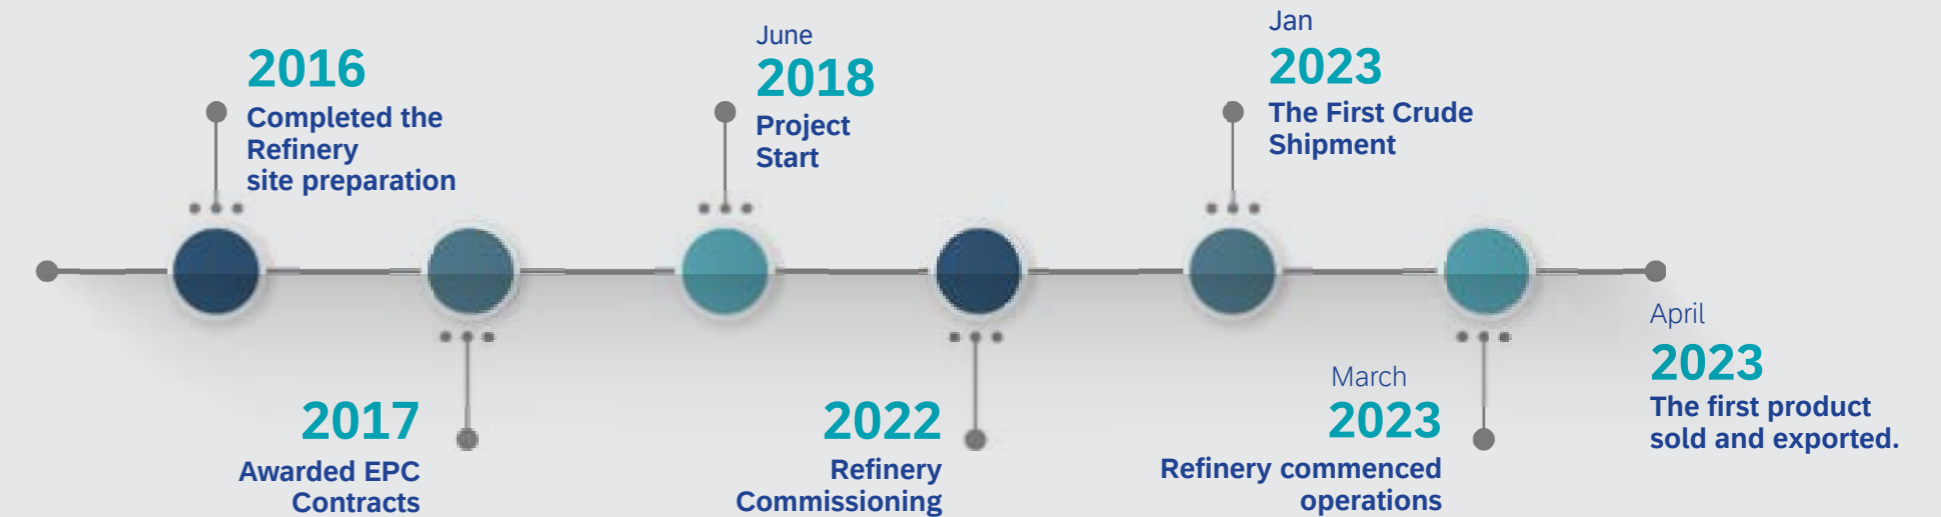 2016
Completed the
Refinery
site preparation
2017
Awarded EPC
Contracts
June
2018
Project
Start
2022
Refinery
Commissioning
Jan
2023
The First Crude
Shipment
March
2023
Refinery commenced
operations
April
2023
The first product
sold and exported.